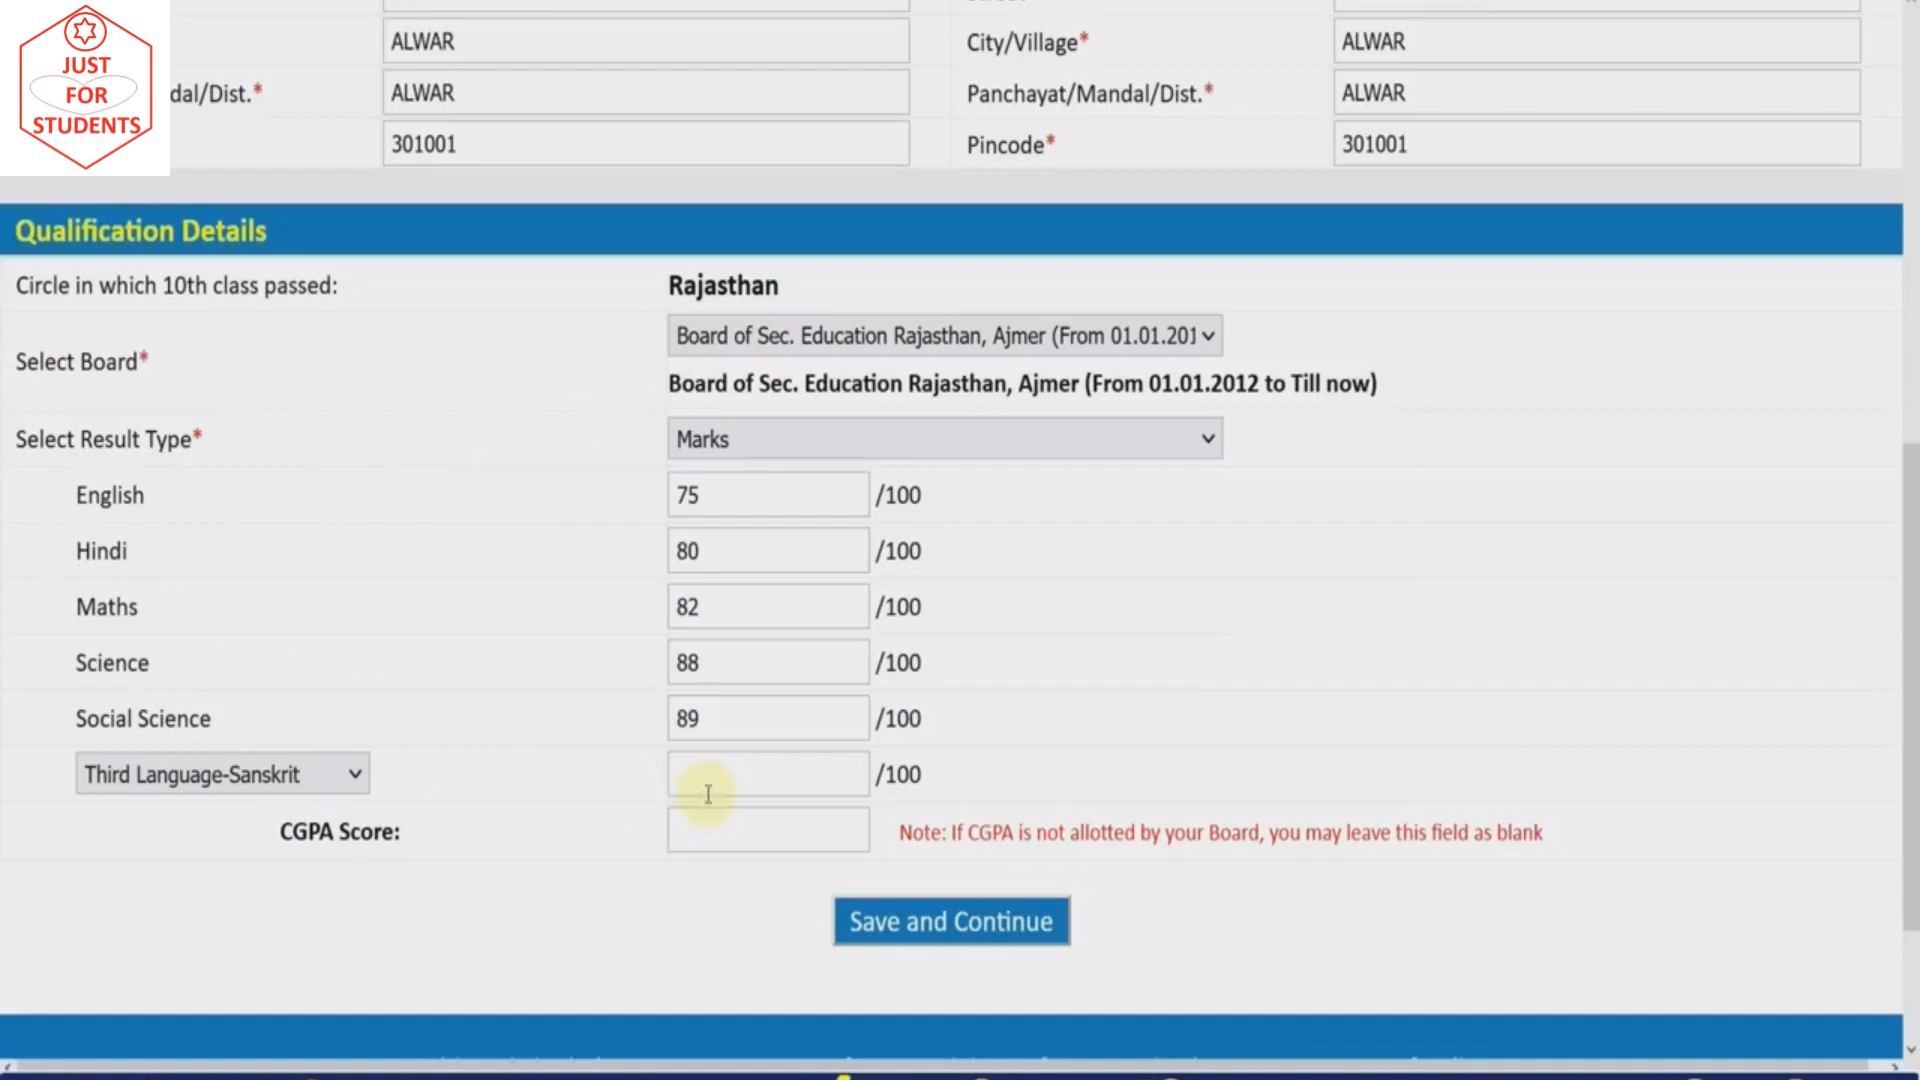 JUST
FOR
STUDENTS
ALWAR
City/Village*
ALWAR
dal/Dist.*
ALWAR
Panchayat/Mandal/Dist.*
ALWAR
301001
Pincode*
301001
Qualification Details
Circle in which 10th class passed:
Rajasthan
Select Board*
Board of Sec. Education Rajasthan, Ajmer (From 01.01.201
Board of Sec. Education Rajasthan, Ajmer (From 01.01.2012 to Till now)
Select Result Type*
Marks
English
75
/100
Hindi
80
/100
Maths
82
/100
Science
88
/100
Social Science
89
/100
Third Language-Sanskrit
/100
CGPA Score:
Note: If CGPA is not allotted by your Board, you may leave this field as blank
Save and Continue